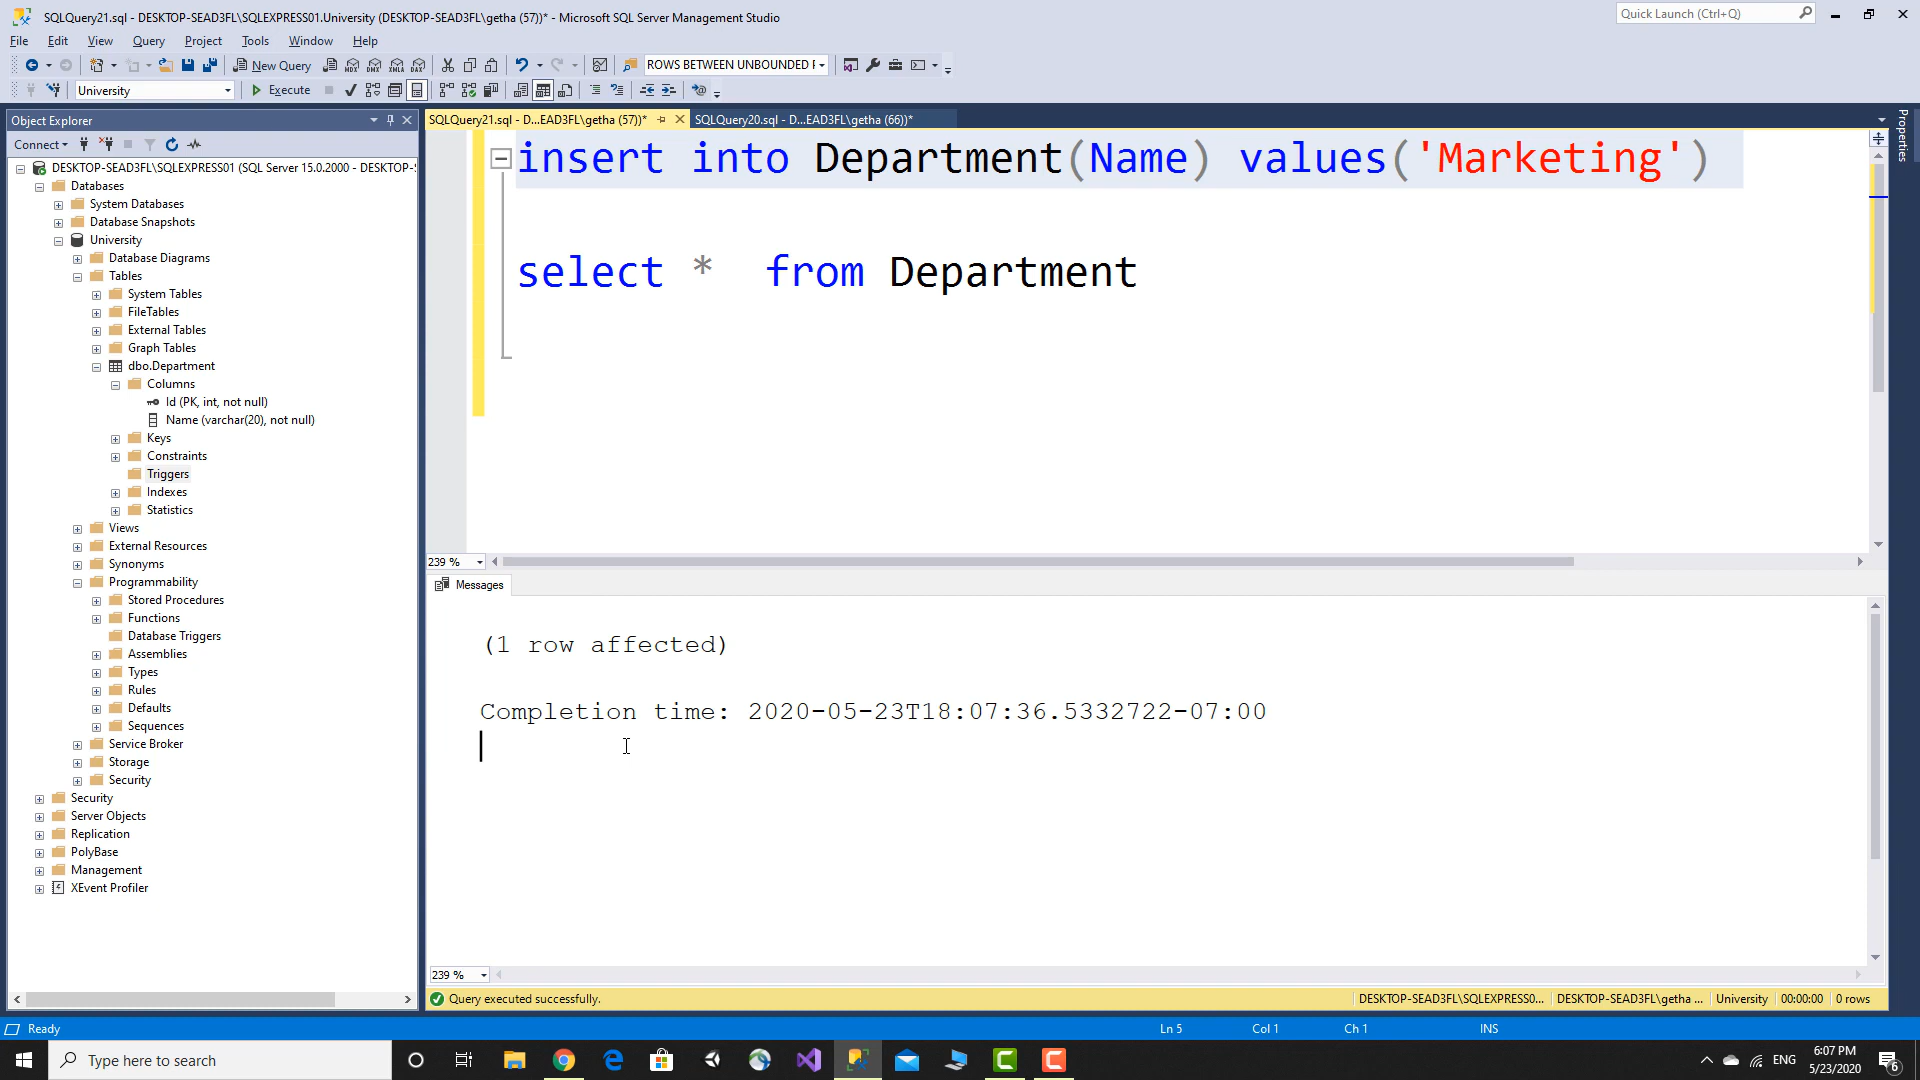 SQLQuery21.sql - DESKTOP-SEAD3FL\SQLEXPRESS01.University (DESKTOP-SEAD3FL\getha (57))* - Microsoft SQL Server Management Studio
Quick Launch (Ctrl+Q)
File Edit View Query Project Tools Window Help
New Query MDX DMX XMLA DAX ROWS BETWEEN UNBOUNDED
University Execute
Object Explorer
SQLQuery21.sql - D...EAD3FL\getha (57))*
SQLQuery20.sql - D...EAD3FL\getha (66))*
Properties
Connect
DESKTOP-SEAD3FL\SQLEXPRESS01 (SQL Server 15.0.2000 - DESKTOP-
Databases
System Databases
Database Snapshots
University
Database Diagrams
Tables
System Tables
FileTables
External Tables
Graph Tables
dbo.Department
Columns
Id (PK, int, not null)
Name (varchar(20), not null)
Keys
Constraints
Triggers
Indexes
Statistics
Views
External Resources
Synonyms
Programmability
Stored Procedures
Functions
Database Triggers
Assemblies
Types
Rules
Defaults
Sequences
Service Broker
Storage
Security
Security
Server Objects
Replication
PolyBase
Management
XEvent Profiler
insert into Department(Name) values('Marketing')
select * from Department
239 %
Messages
(1 row affected)
Completion time: 2020-05-23T18:07:36.5332722-07:00
239 %
Query executed successfully.
DESKTOP-SEAD3FL\SQLEXPRESS0... DESKTOP-SEAD3FL\getha ... University 00:00:00 0 rows
Ready
Ln 5 Col 1 Ch 1 INS
Type here to search
ENG
6:07 PM
5/23/2020
6